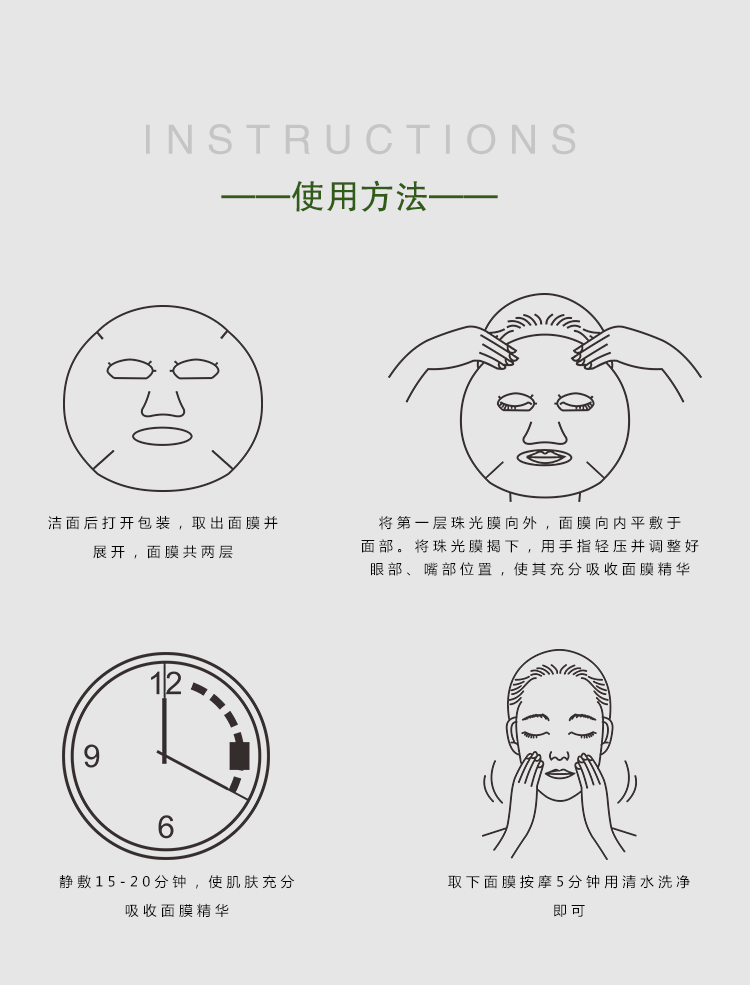 INSTRUCTIONS
——使用方法——
洁面后打开包装，取出面膜并
展开，面膜共两层
将第一层珠光膜向外，面膜向内平敷于
面部。将珠光膜揭下，用手指轻压并调整好
眼部、嘴部位置，使其充分吸收面膜精华
12
9
6
静敷15-20分钟，使肌肤充分
吸收面膜精华
取下面膜按摩5分钟用清水洗净
即可